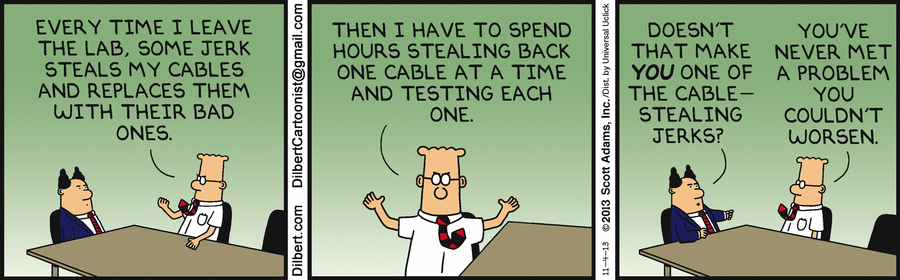 EVERY TIME I LEAVE
THE LAB, SOME JERK
STEALS MY CABLES
AND REPLACES THEM
WITH THEIR BAD
ONES.
Dilbert.com DilbertCartoonist@gmail.com
THEN I HAVE TO SPEND
HOURS STEALING BACK
ONE CABLE AT A TIME
AND TESTING EACH
ONE.
11-4-13 ©2013 Scott Adams, Inc./Dist. by Universal Uclick
DOESN'T
THAT MAKE
YOU ONE OF
THE CABLE—
STEALING
JERKS?
YOU'VE
NEVER MET
A PROBLEM
YOU
COULDN'T
WORSEN.